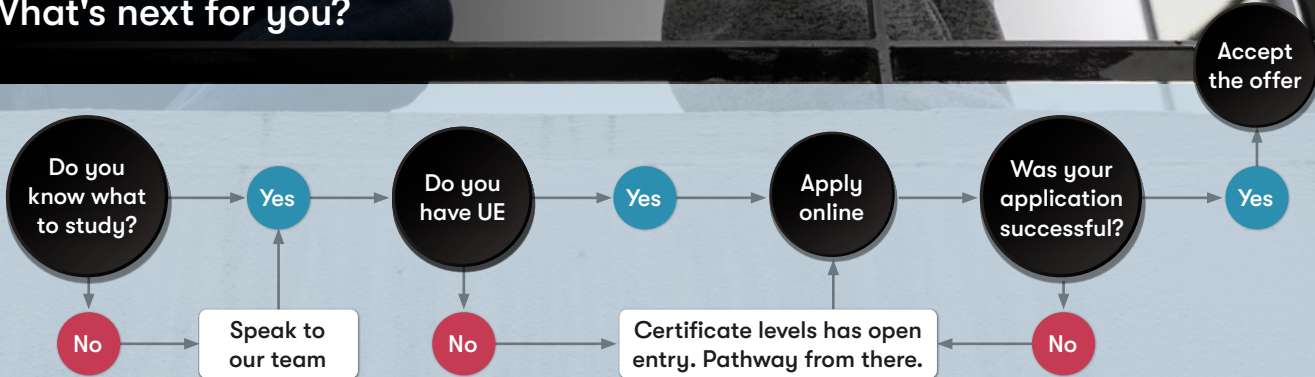 What's next for you?
Accept
the offer
Do you
know what
to study?
Yes
Do you
have UE
Yes
Apply
online
Was your
application
successful?
Yes
No
Speak to
our team
No
Certificate levels has open
entry. Pathway from there.
No